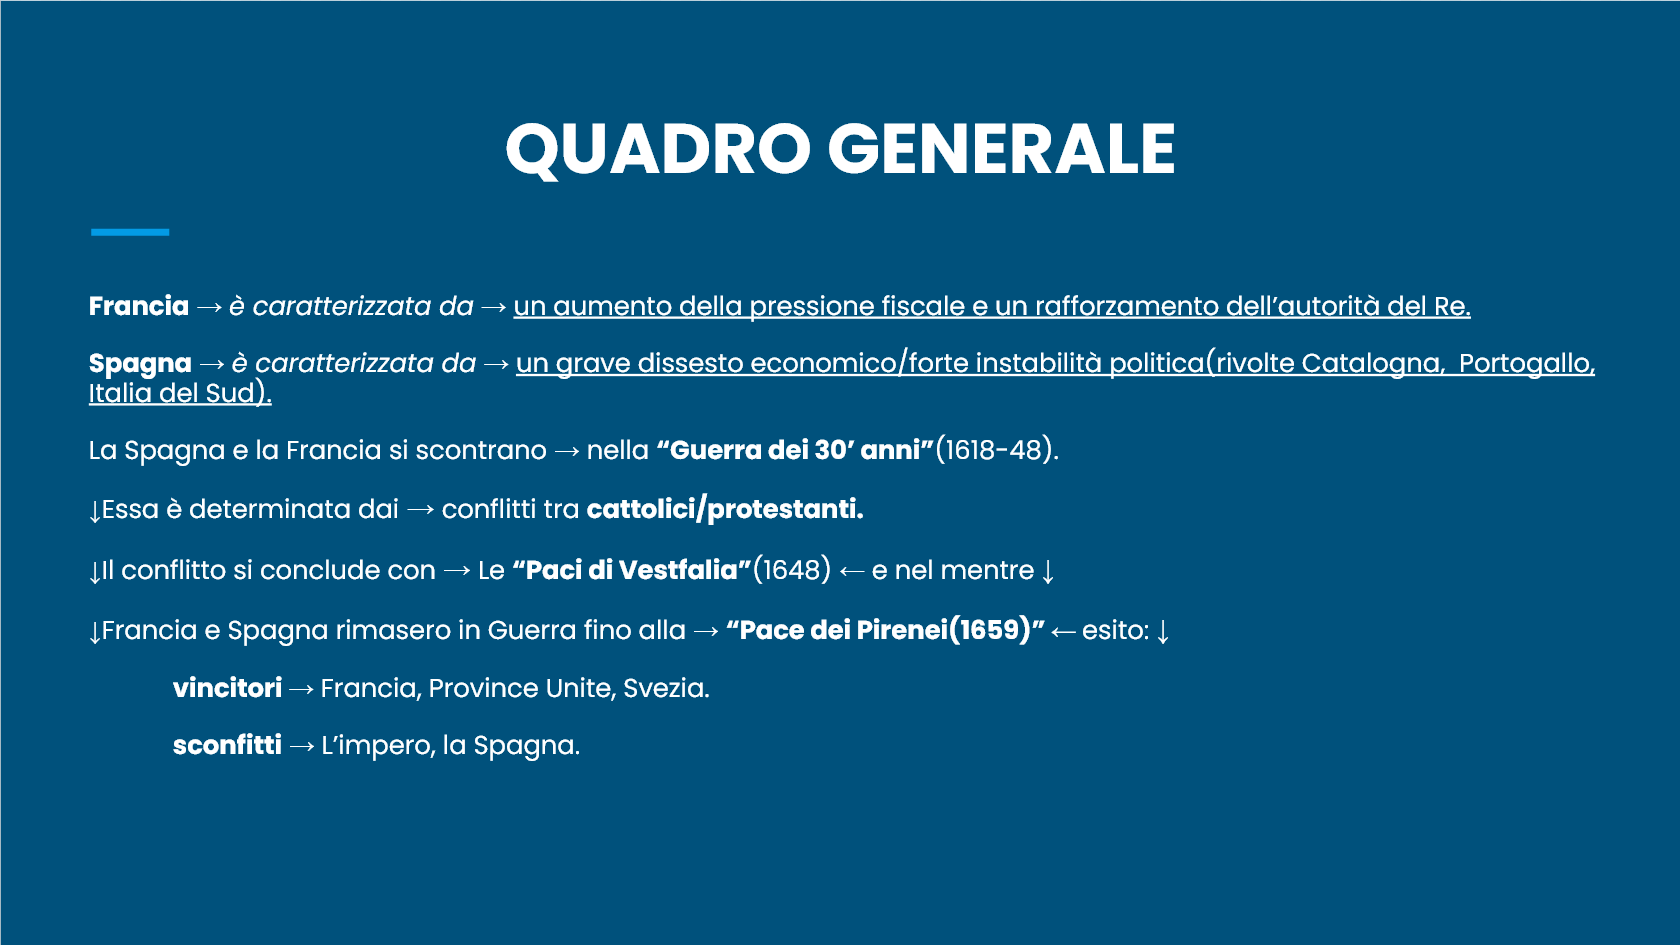 QUADRO GENERALE
Francia → è caratterizzata da → un aumento della pressione fiscale e un rafforzamento dell’autorità del Re.
Spagna → è caratterizzata da → un grave dissesto economico/forte instabilità politica(rivolte Catalogna,  Portogallo,
Italia del Sud).
La Spagna e la Francia si scontrano → nella “Guerra dei 30’ anni”(1618-48).
↓Essa è determinata dai → conflitti tra cattolici/protestanti.
↓Il conflitto si conclude con → Le “Paci di Vestfalia”(1648) ← e nel mentre ↓
↓Francia e Spagna rimasero in Guerra fino alla → “Pace dei Pirenei(1659)” ← esito: ↓
vincitori → Francia, Province Unite, Svezia.
sconfitti → L’impero, la Spagna.